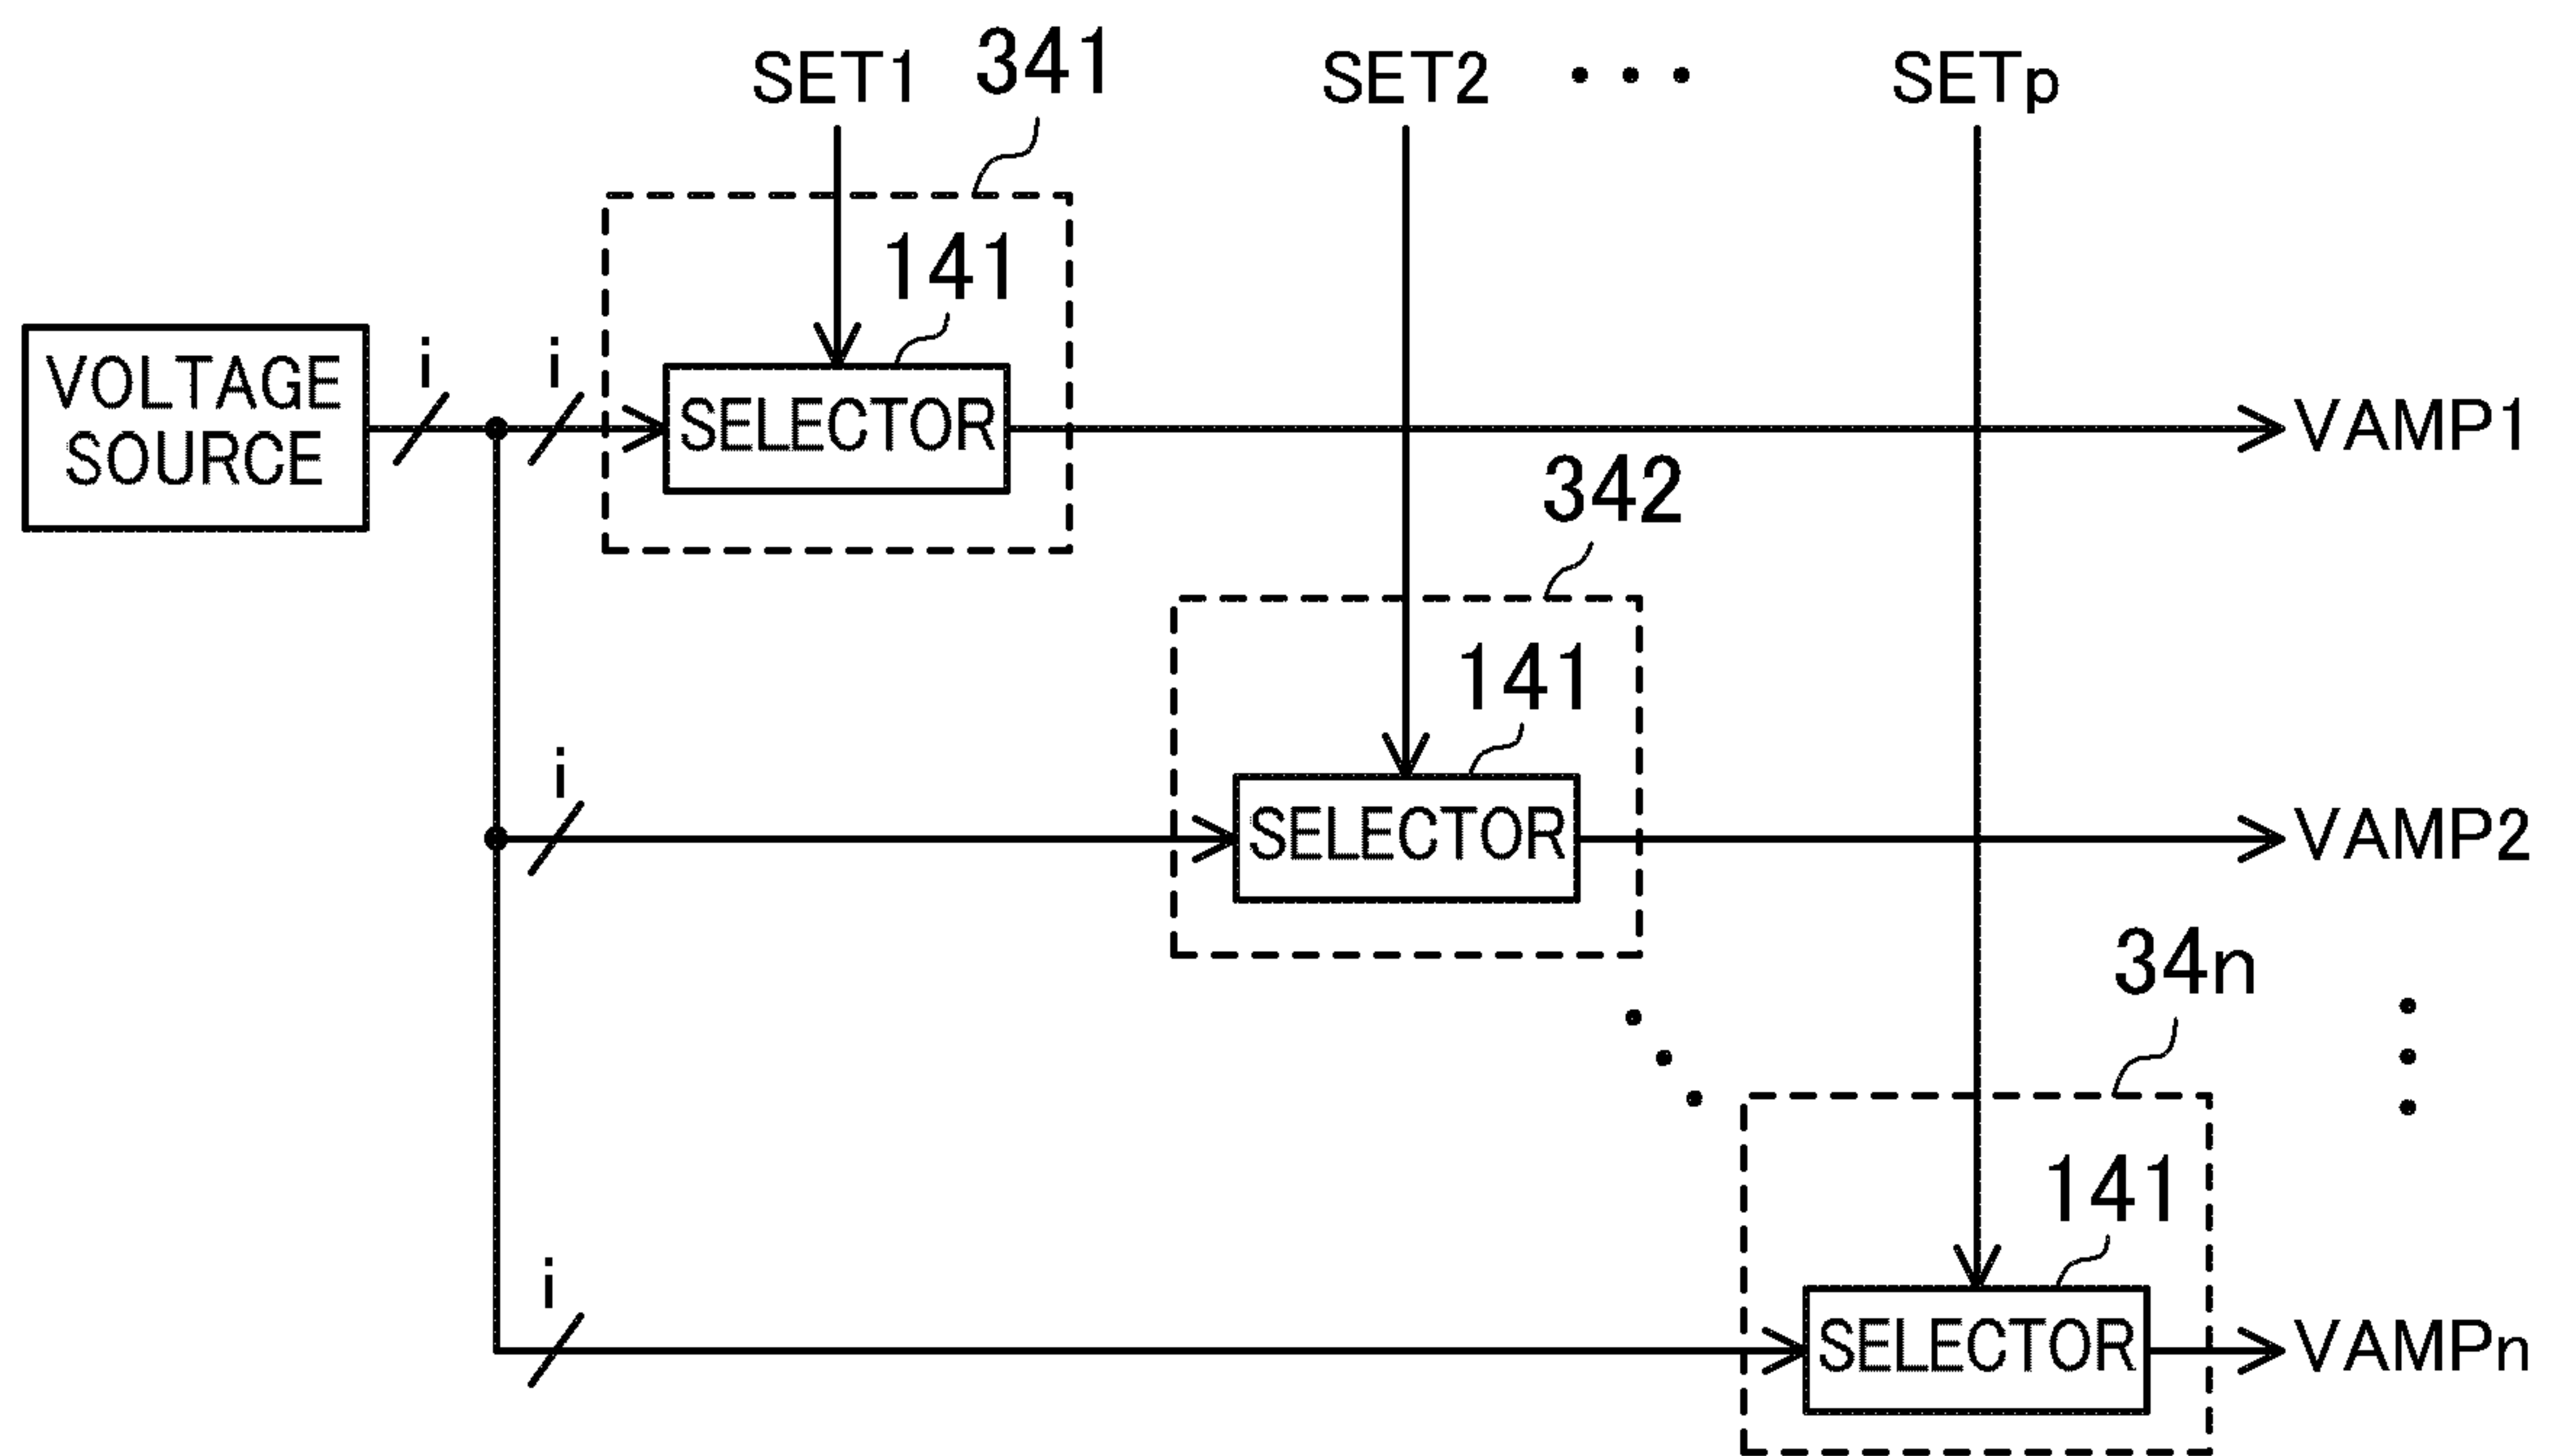 SET1
341
SET2
SETp
141
VOLTAGE
SOURCE
i
i
SELECTOR
VAMP1
342
141
i
SELECTOR
VAMP2
34n
141
i
SELECTOR
VAMPn